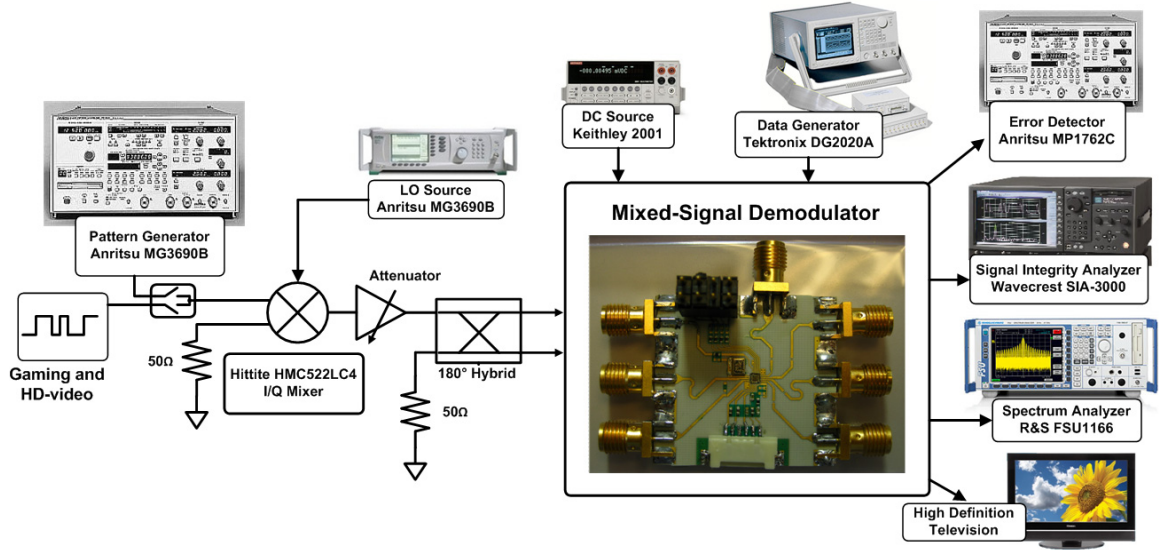 DC Source
Keithley 2001
Data Generator
Tektronix DG2020A
Error Detector
Anritsu MP1762C
LO Source
Anritsu MG3690B
Pattern Generator
Anritsu MG3690B
Mixed-Signal Demodulator
Attenuator
Signal Integrity Analyzer
Wavecrest SIA-3000
50Ω
Gaming and
HD-video
Hittite HMC522LC4
I/Q Mixer
180° Hybrid
50Ω
Spectrum Analyzer
R&S FSU1166
High Definition
Television